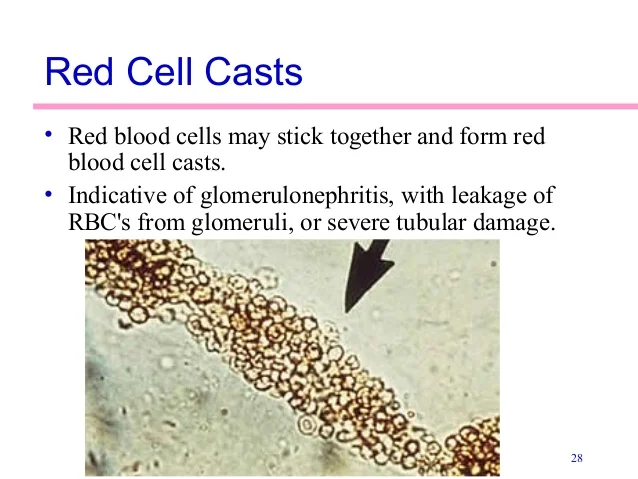 Red Cell Casts
• Red blood cells may stick together and form red
blood cell casts.
• Indicative of glomerulonephritis, with leakage of
RBC's from glomeruli, or severe tubular damage.
28